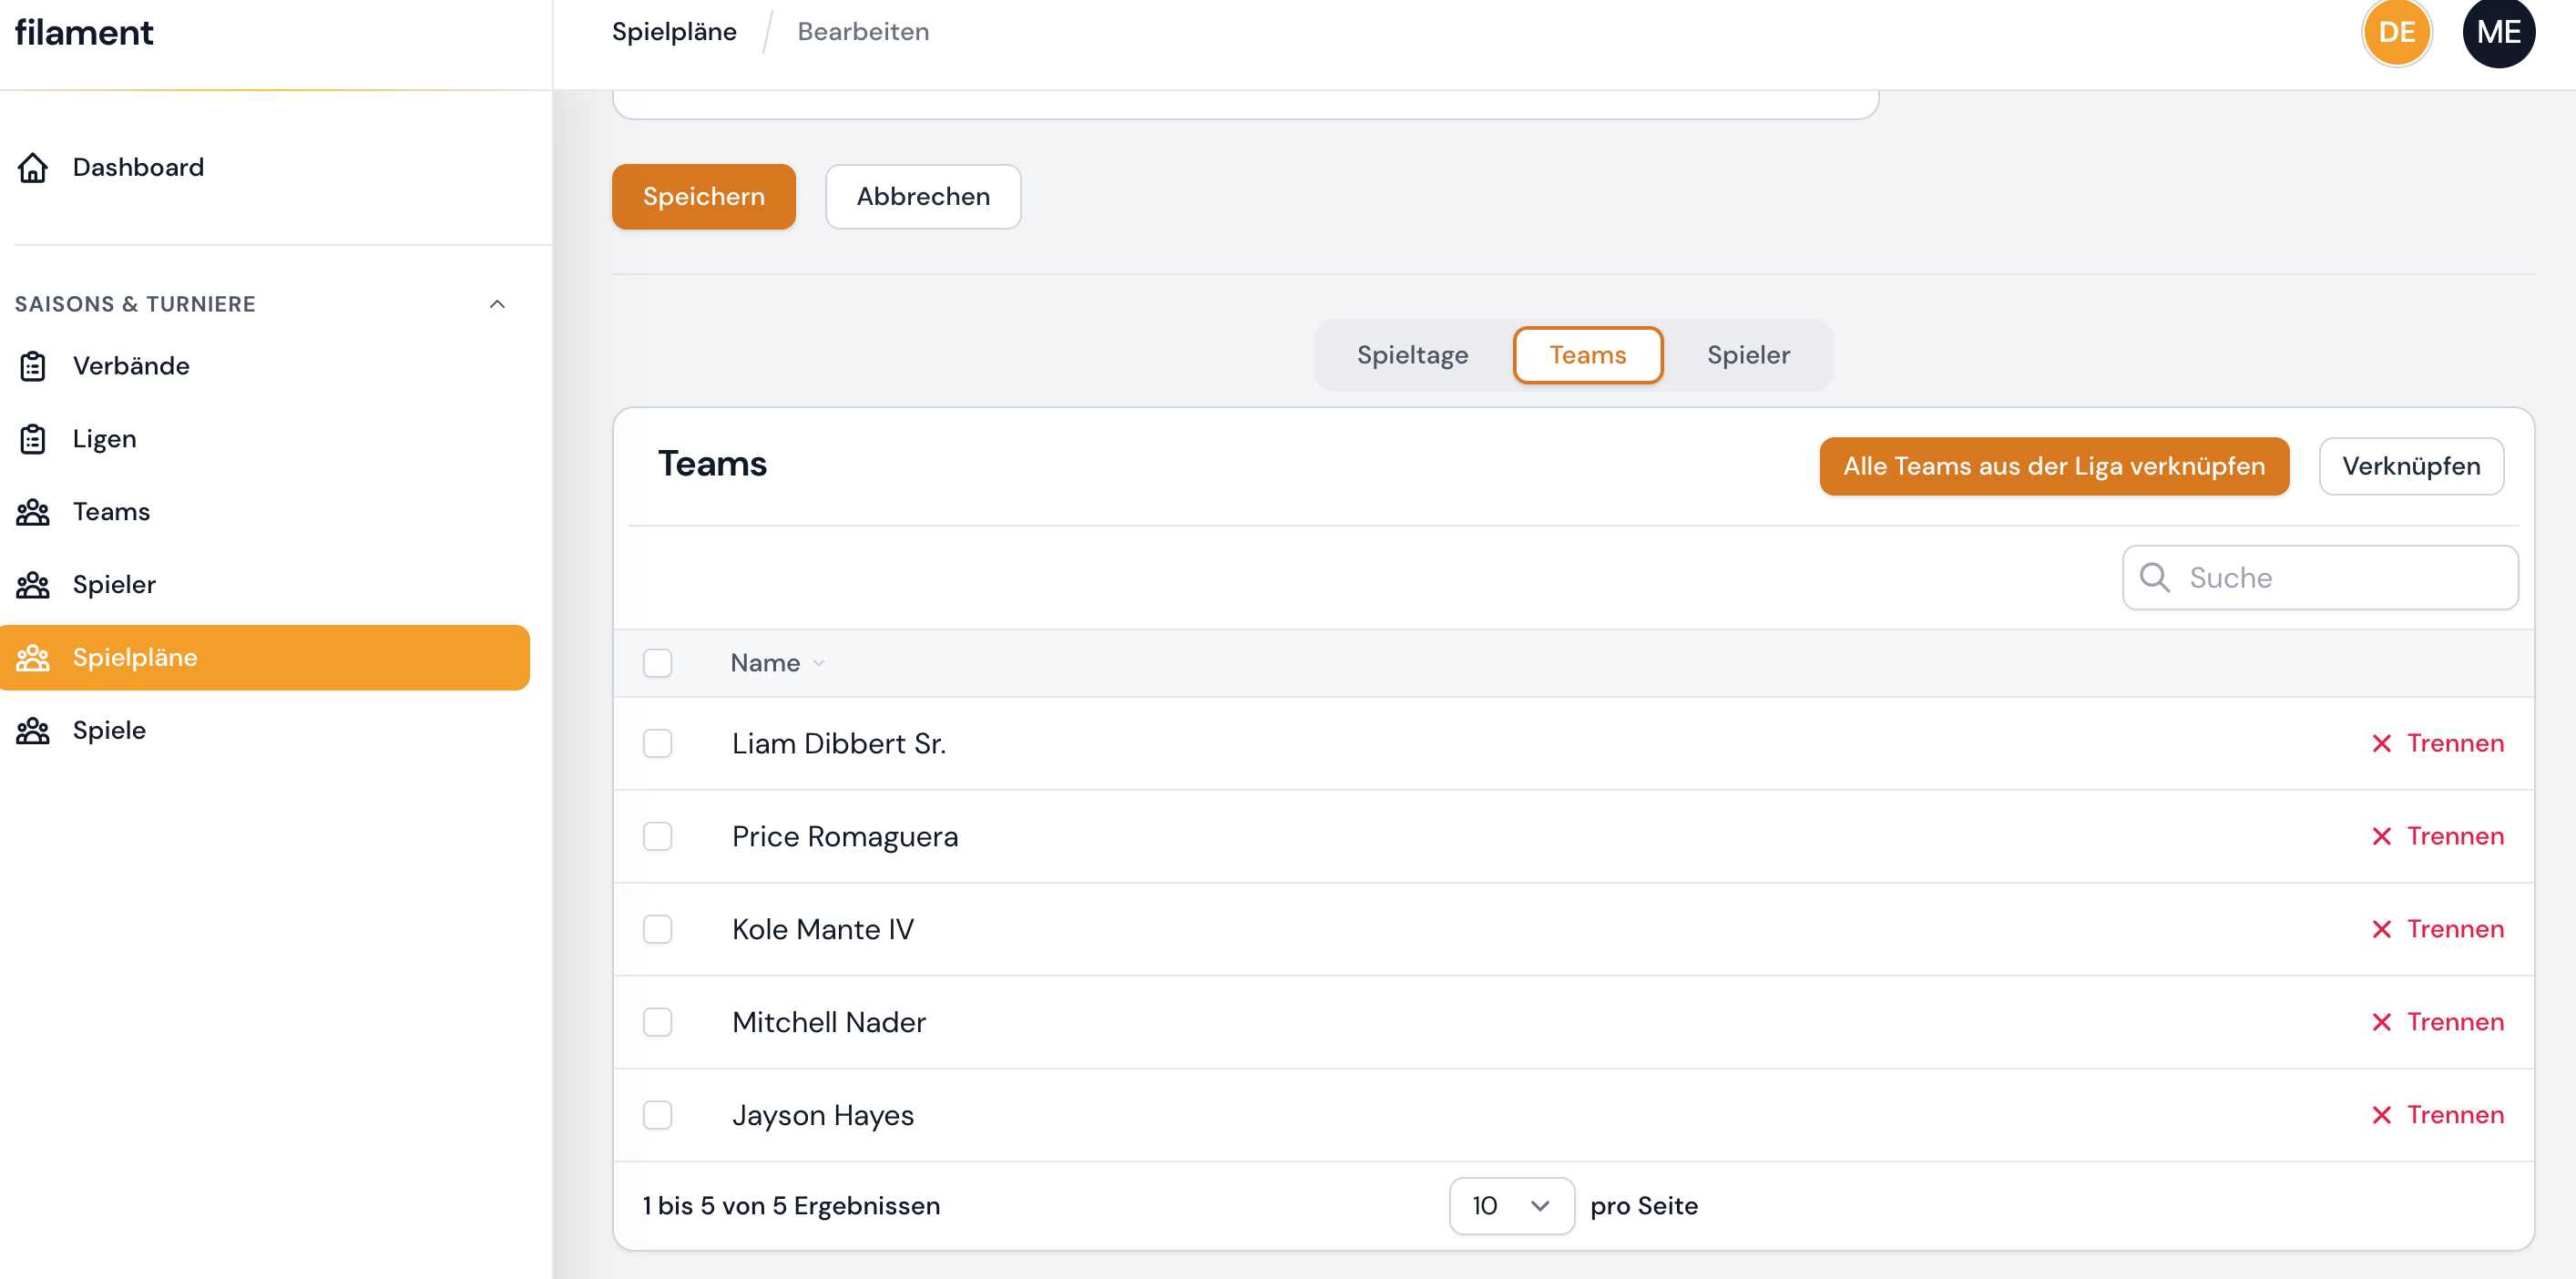 filament
Spielpläne / Bearbeiten
DE
ME
Dashboard
SAISONS & TURNIERE
Verbände
Ligen
Teams
Spieler
Spielpläne
Spiele
Speichern
Abbrechen
Spieltage
Teams
Spieler
Teams
Alle Teams aus der Liga verknüpfen
Verknüpfen
Suche
Name
Liam Dibbert Sr.
Trennen
Price Romaguera
Trennen
Kole Mante IV
Trennen
Mitchell Nader
Trennen
Jayson Hayes
Trennen
1 bis 5 von 5 Ergebnissen
10
pro Seite